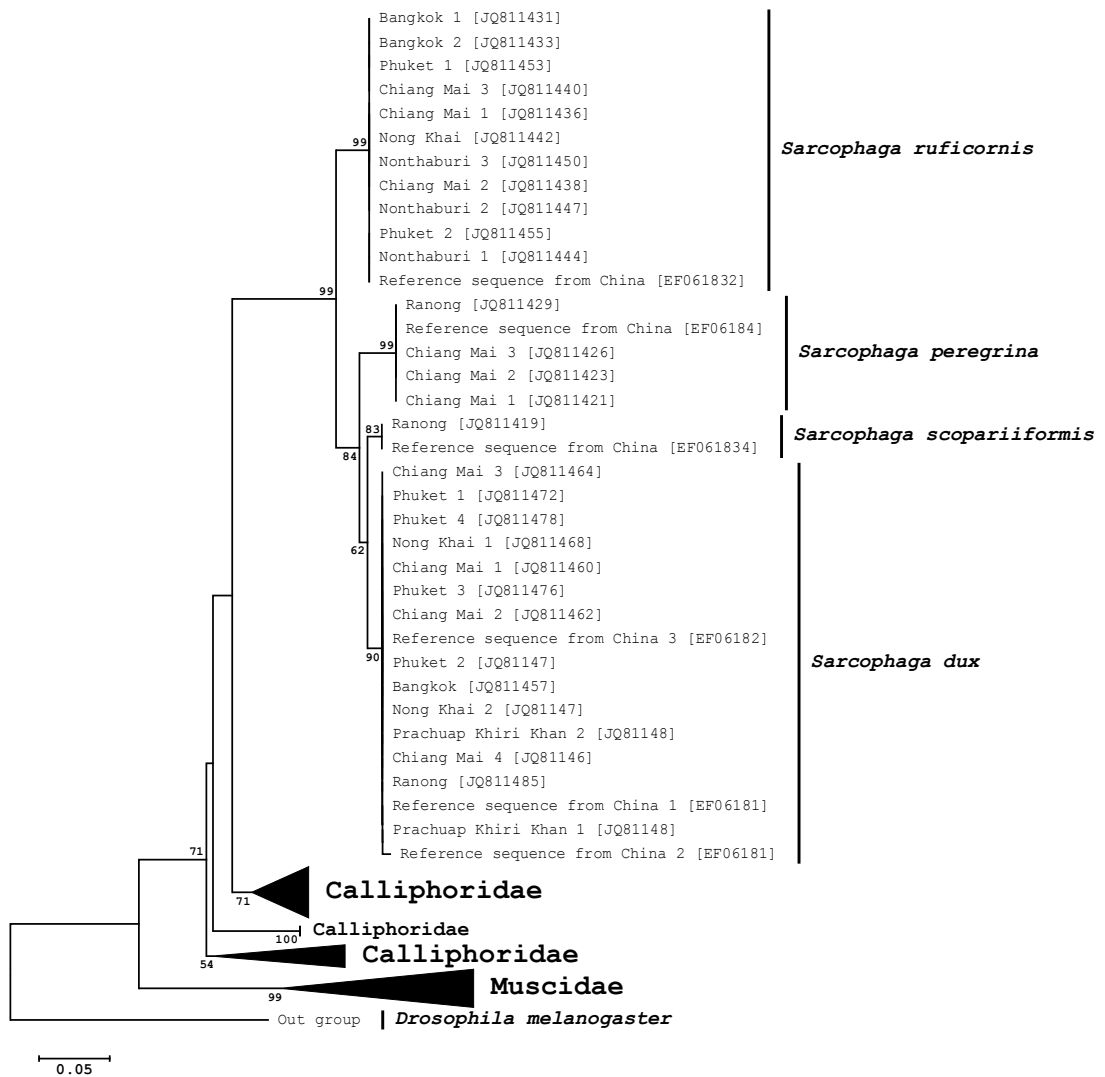 Bangkok 1 [JQ811431]
Bangkok 2 [JQ811433]
Phuket 1 [JQ811453]
Chiang Mai 3 [JQ811440]
Chiang Mai 1 [JQ811436]
Nong Khai [JQ811442]
99
Nonthaburi 3 [JQ811450]
Sarcophaga ruficornis
Chiang Mai 2 [JQ811438]
Nonthaburi 2 [JQ811447]
Phuket 2 [JQ811455]
Nonthaburi 1 [JQ811444]
Reference sequence from China [EF061832]
99
Ranong [JQ811429]
Reference sequence from China [EF06184]
99
Chiang Mai 3 [JQ811426]
Sarcophaga peregrina
Chiang Mai 2 [JQ811423]
Chiang Mai 1 [JQ811421]
83
Ranong [JQ811419]
Sarcophaga scopariiformis
Reference sequence from China [EF061834]
84
Chiang Mai 3 [JQ811464]
Phuket 1 [JQ811472]
Phuket 4 [JQ811478]
Nong Khai 1 [JQ811468]
62
Chiang Mai 1 [JQ811460]
Phuket 3 [JQ811476]
Chiang Mai 2 [JQ811462]
Reference sequence from China 3 [EF06182]
90
Phuket 2 [JQ81147]
Sarcophaga dux
Bangkok [JQ811457]
Nong Khai 2 [JQ81147]
Prachuap Khiri Khan 2 [JQ81148]
Chiang Mai 4 [JQ81146]
Ranong [JQ811485]
Reference sequence from China 1 [EF06181]
Prachuap Khiri Khan 1 [JQ81148]
Reference sequence from China 2 [EF06181]
71
Calliphoridae
71
Calliphoridae
100
Calliphoridae
54
Muscidae
99
Out group
Drosophila melanogaster
0.05